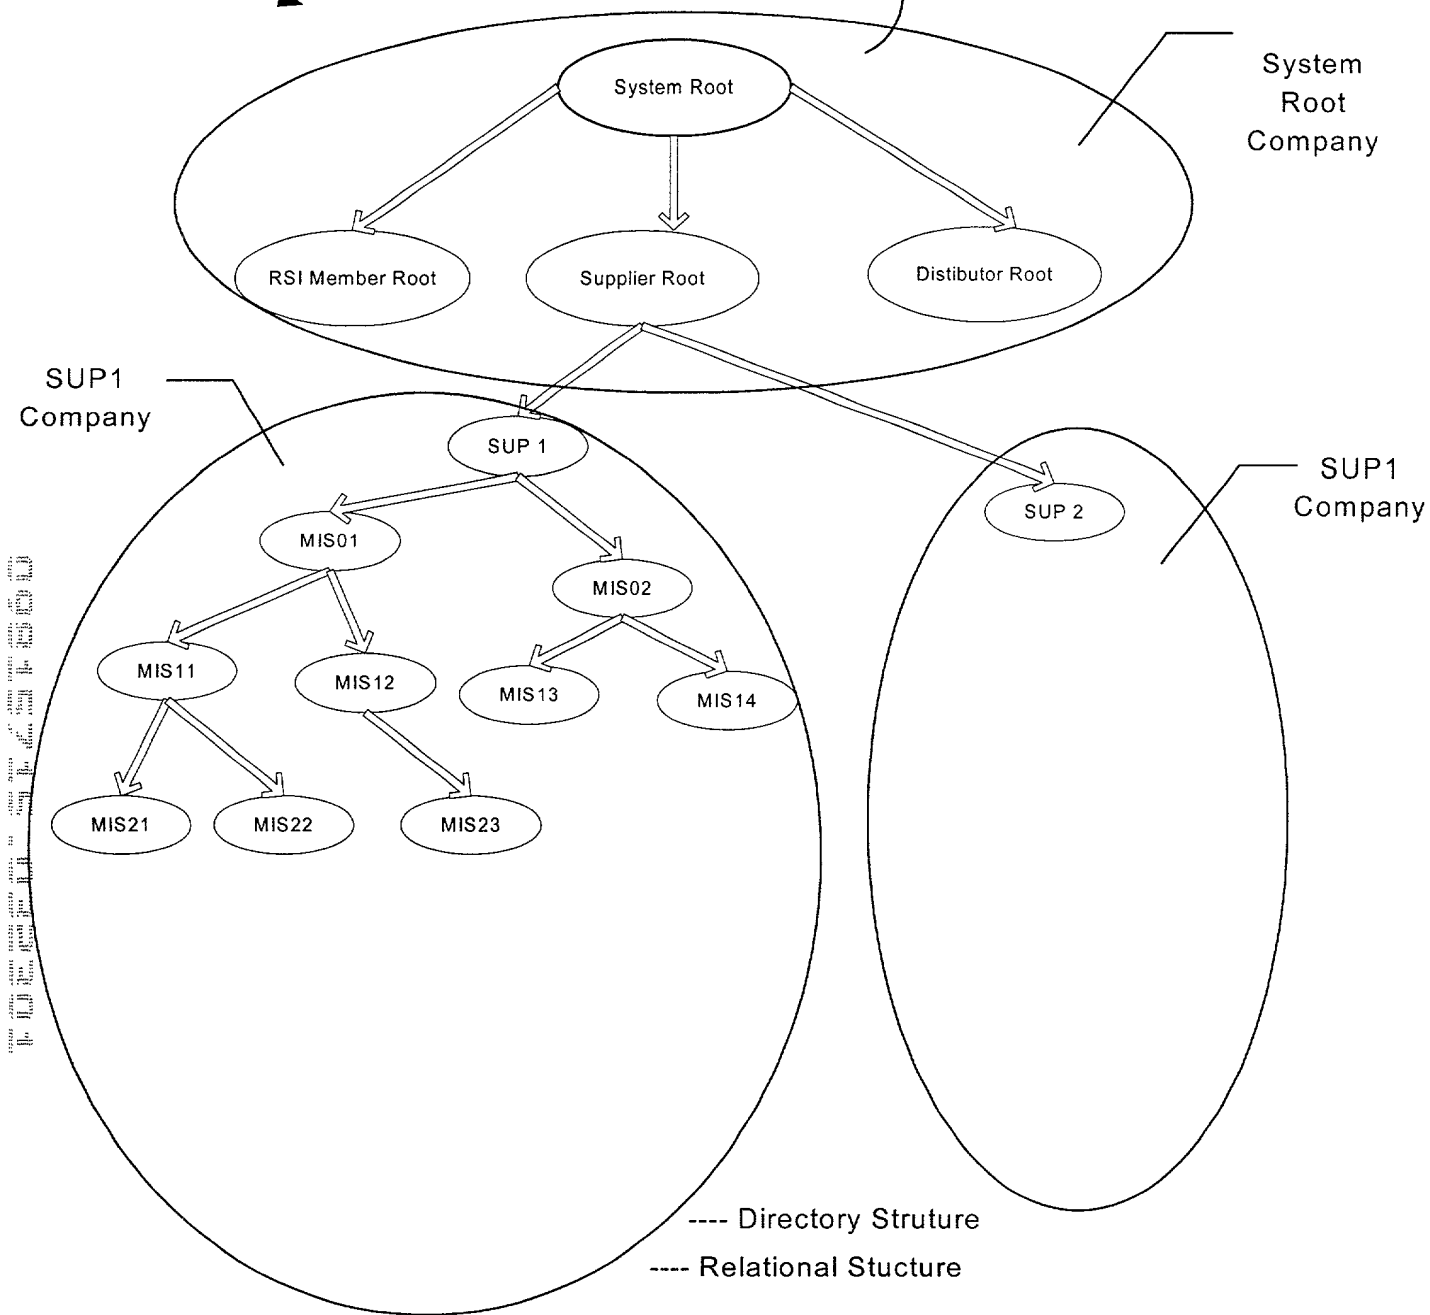 System Root
System
Root
Company
RSI Member Root
Supplier Root
Distibutor Root
SUP1
Company
SUP 1
SUP1
Company
SUP 2
MIS01
MIS02
MIS11
MIS12
MIS13
MIS14
MIS21
MIS22
MIS23
---- Directory Struture
---- Relational Stucture